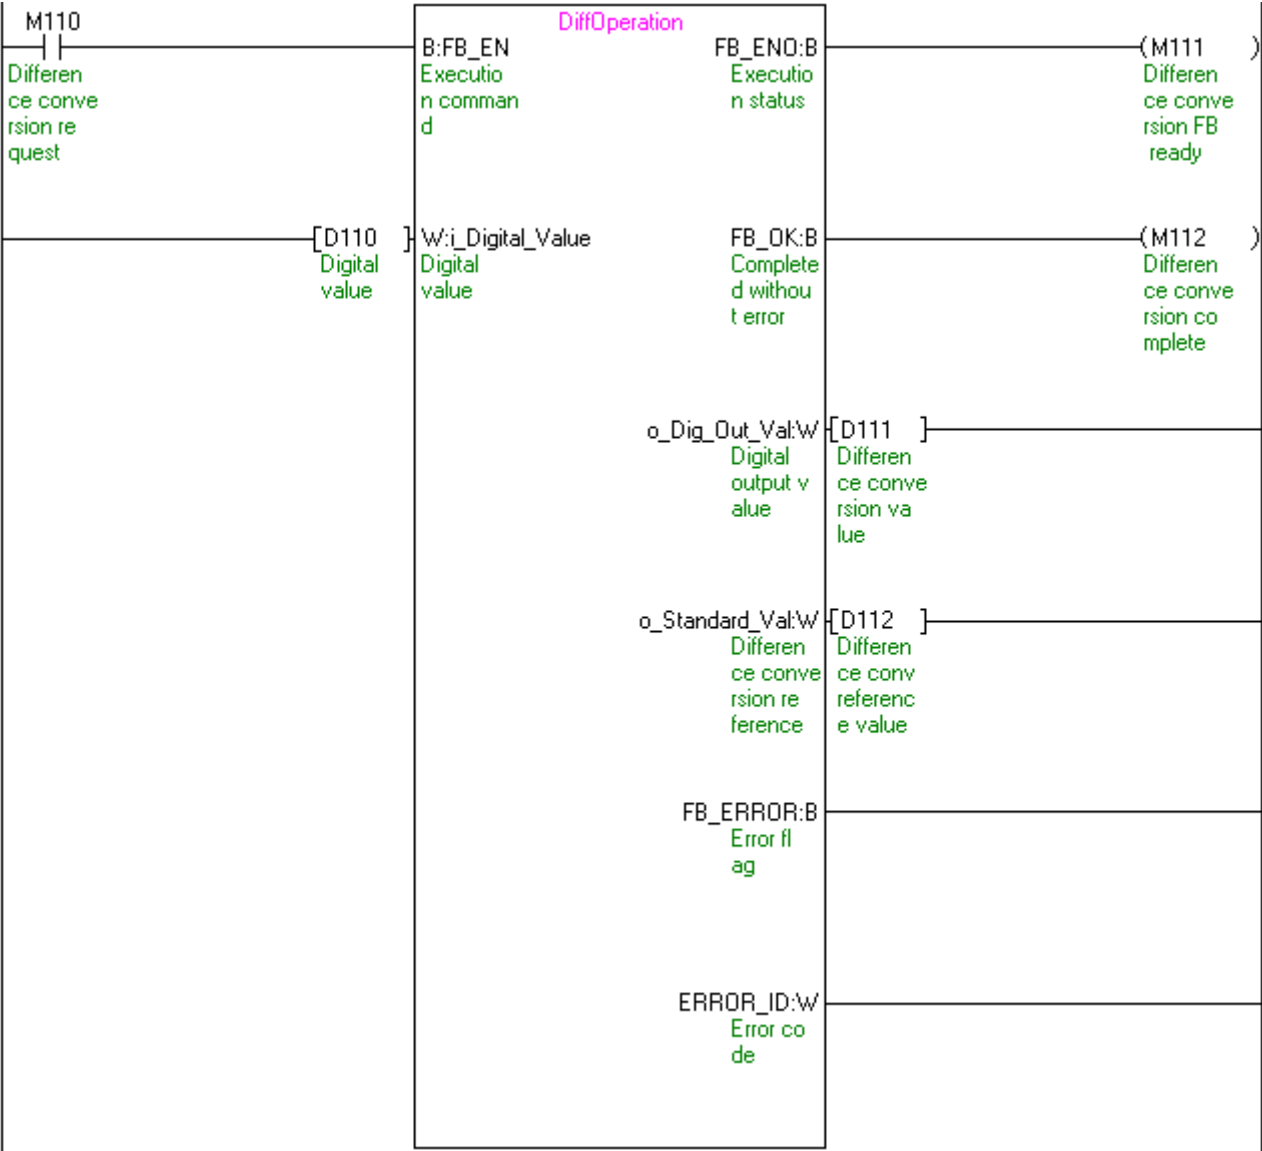 M110
DiffOperation
B:FB_EN
FB_ENO:B
(M111 )
Differen
ce conve
rsion re
quest
Executio
n comman
d
Executio
n status
Differen
ce conve
rsion FB
ready
[D110 ]
Digital
value
W:i_Digital_Value
Digital
value
FB_OK:B
Complete
d withou
t error
(M112 )
Differen
ce conve
rsion co
mplete
o_Dig_Out_Val:W
Digital
output v
alue
[D111 ]
Differen
ce conve
rsion va
lue
o_Standard_Val:W
Differen
ce conve
rsion re
ference
[D112 ]
Differen
ce conv
referenc
e value
FB_ERROR:B
Error fl
ag
ERROR_ID:W
Error co
de